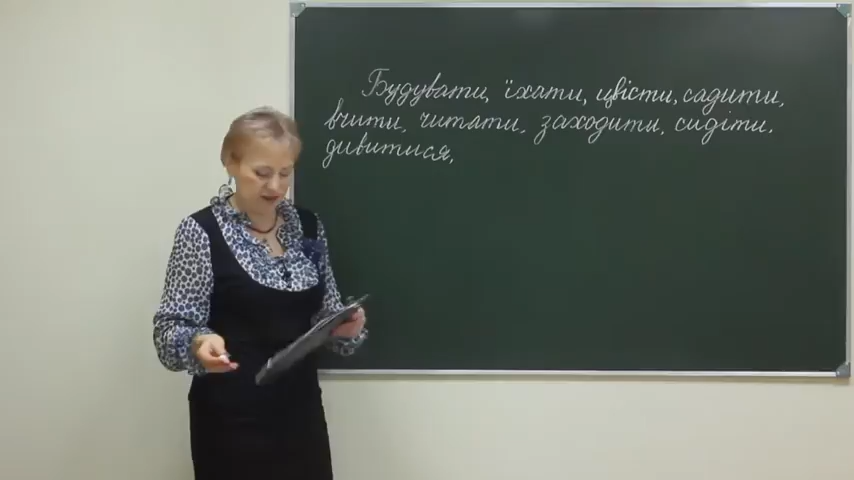 Будувати, їхати, цвісти, садити,
вчити, читати, заходити, сидіти,
дивитися,